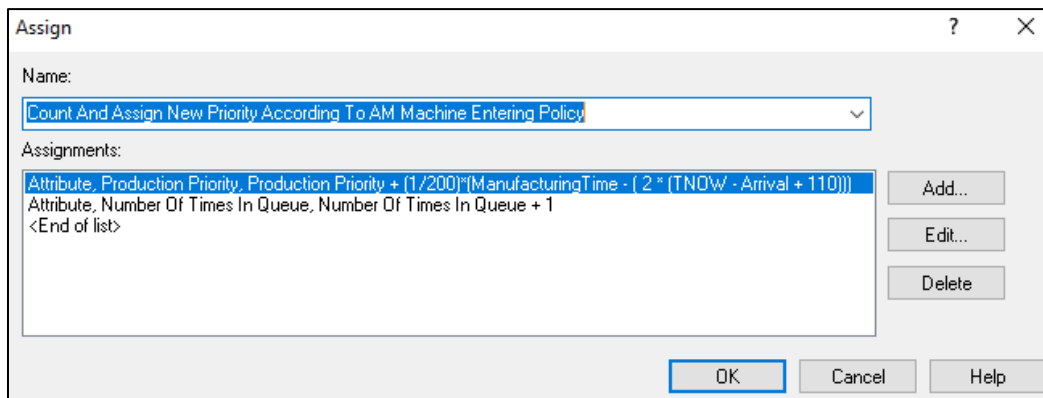 Assign ? ×
Name:
Count And Assign New Priority According To AM Machine Entering Policy
Assignments:
Attribute, Production Priority, Production Priority + (1/200)*(ManufacturingTime - ( 2 * (TNOW - Arrival + 110)))
Attribute, Number Of Times In Queue, Number Of Times In Queue + 1
<End of list>
Add...
Edit...
Delete
OK Cancel Help